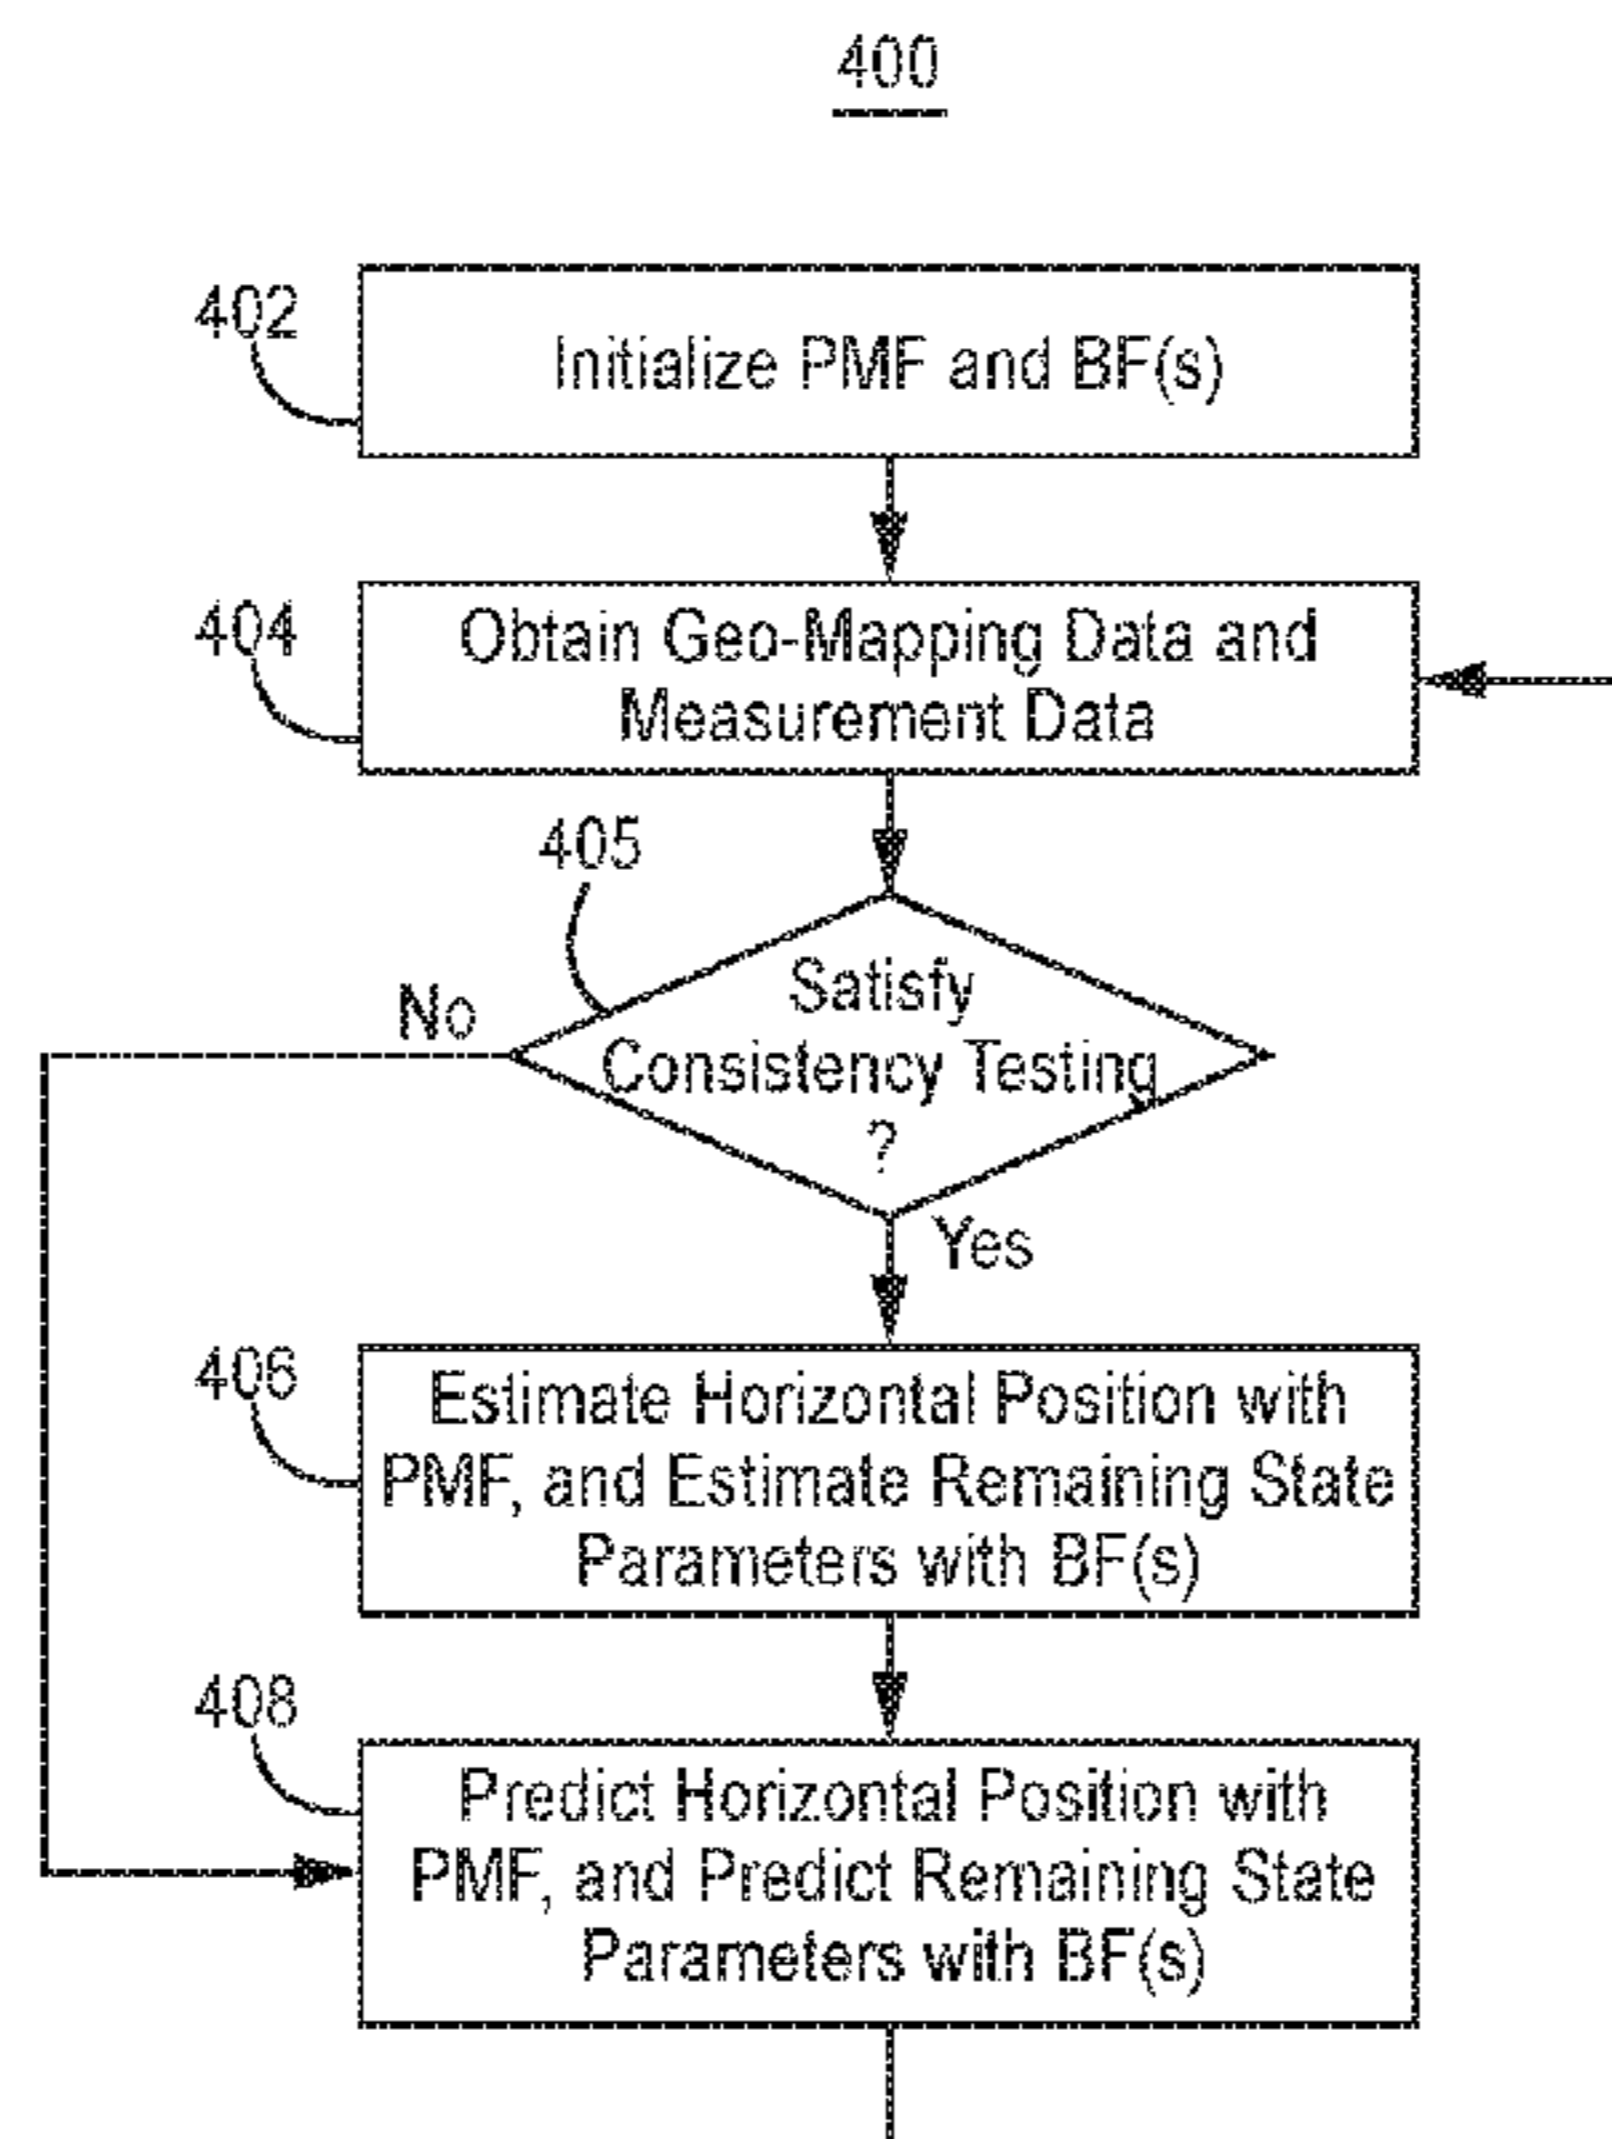 400
402
Initialize PMF and BF(s)
404
Obtain Geo-Mapping Data and
Measurement Data
405
No
Satisfy
Consistency Testing
?
Yes
406
Estimate Horizontal Position with
PMF, and Estimate Remaining State
Parameters with BF(s)
408
Predict Horizontal Position with
PMF, and Predict Remaining State
Parameters with BF(s)